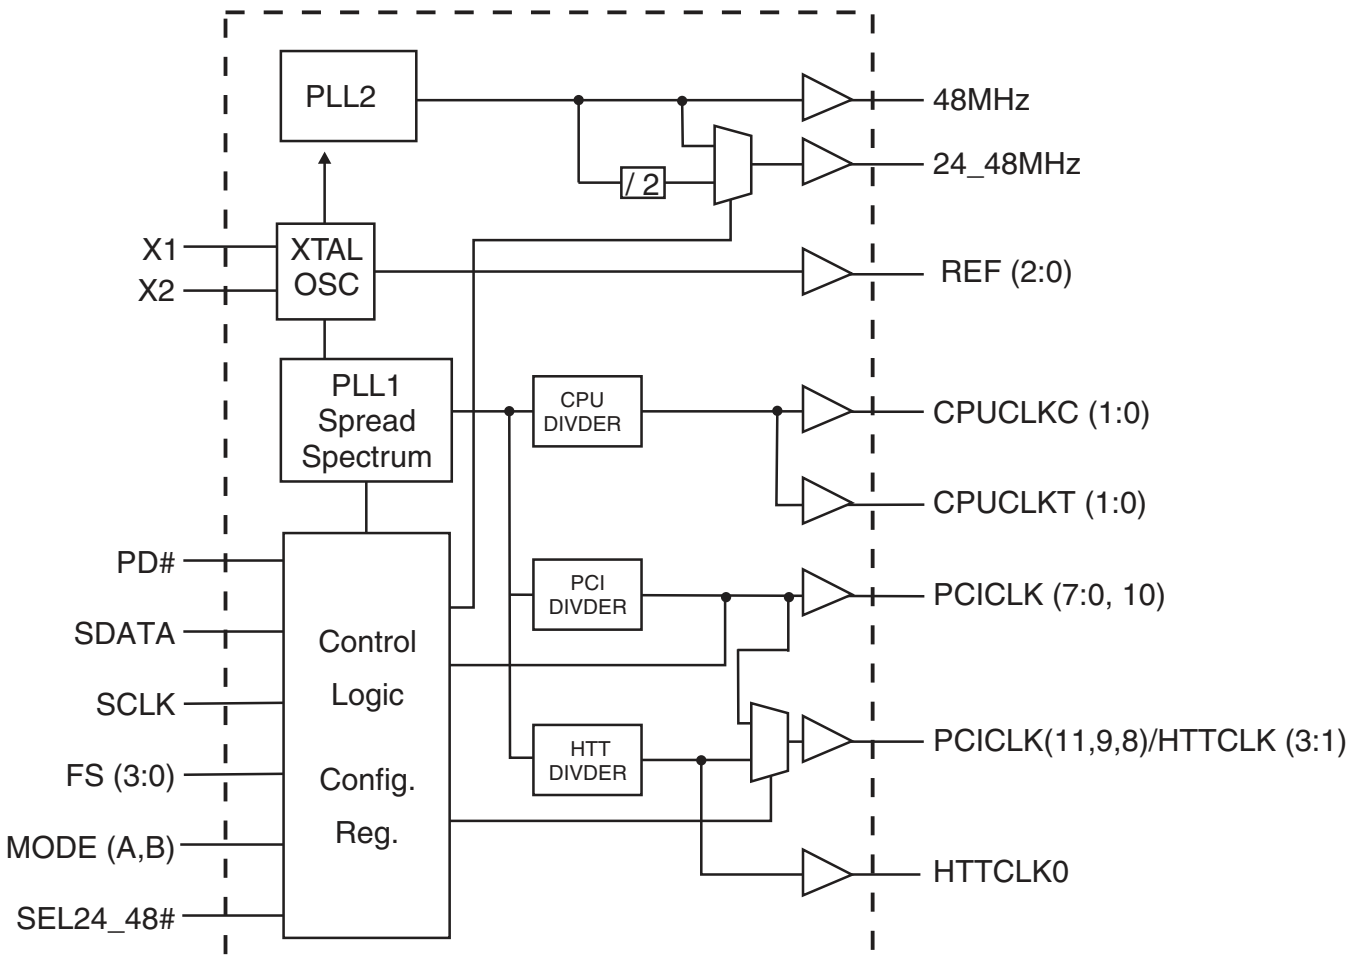 PLL2
48MHz
24_48MHz
/ 2
X1
X2
XTAL
OSC
REF (2:0)
PLL1
Spread
Spectrum
CPU
DIVDER
CPUCLKC (1:0)
CPUCLKT (1:0)
PD#
SDATA
SCLK
FS (3:0)
MODE (A,B)
SEL24_48#
Control
Logic
Config.
Reg.
PCI
DIVDER
PCICLK (7:0, 10)
HTT
DIVDER
PCICLK(11,9,8)/HTTCLK (3:1)
HTTCLK0